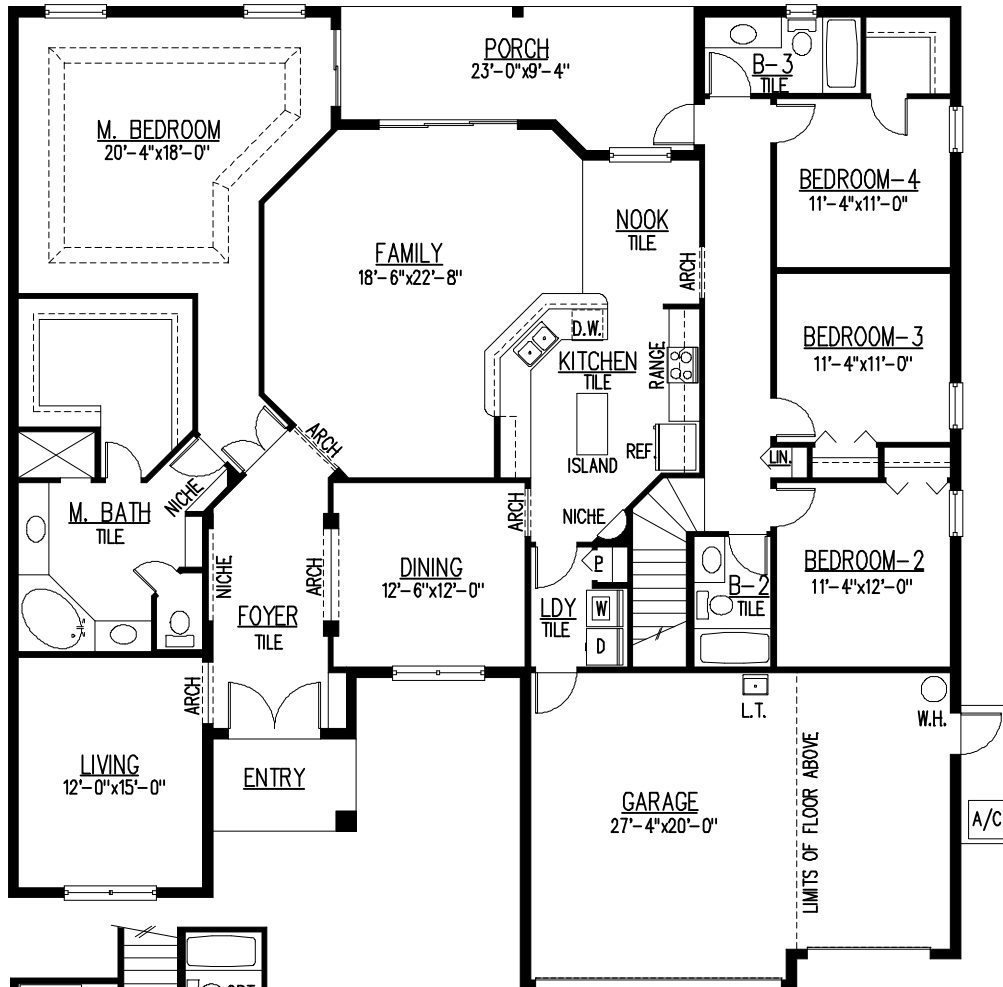 PORCH
23'-0"x9'-4"
B-3
TILE
M. BEDROOM
20'-4"x18'-0"
BEDROOM-4
11'-4"x11'-0"
NOOK
TILE
FAMILY
18'-6"x22'-8"
ARCH
D.W.
BEDROOM-3
11'-4"x11'-0"
KITCHEN
TILE
RANGE
ARCH
REF.
ISLAND
LIN.
NICHE
M. BATH
TILE
ARCH
NICHE
NICHE
ARCH
DINING
12'-6"x12'-0"
P
BEDROOM-2
11'-4"x12'-0"
B-2
TILE
FOYER
TILE
LDY
TILE
W
D
ARCH
L.T.
W.H.
LIVING
12'-0"x15'-0"
ENTRY
GARAGE
27'-4"x20'-0"
LIMITS OF FLOOR ABOVE
A/C